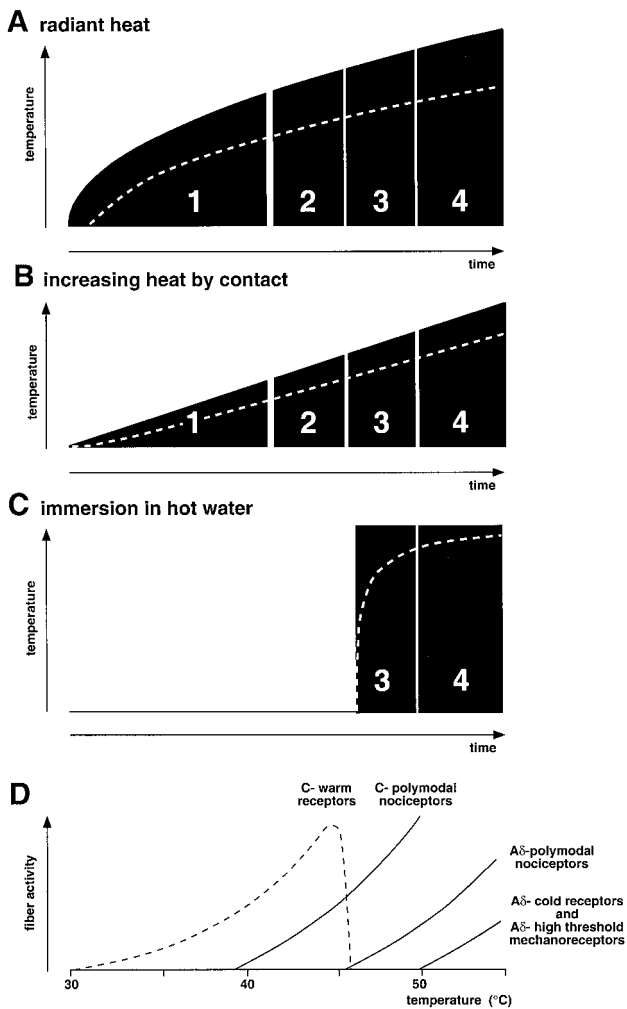 A radiant heat
temperature
1 2 3 4
time
B increasing heat by contact
temperature
1 2 3 4
time
C immersion in hot water
temperature
3 4
time
D
C- warm
receptors
C- polymodal
nociceptors
fiber activity
Aδ-polymodal
nociceptors
Aδ- cold receptors
and
Aδ- high threshold
mechanoreceptors
30 40 50
temperature (°C)